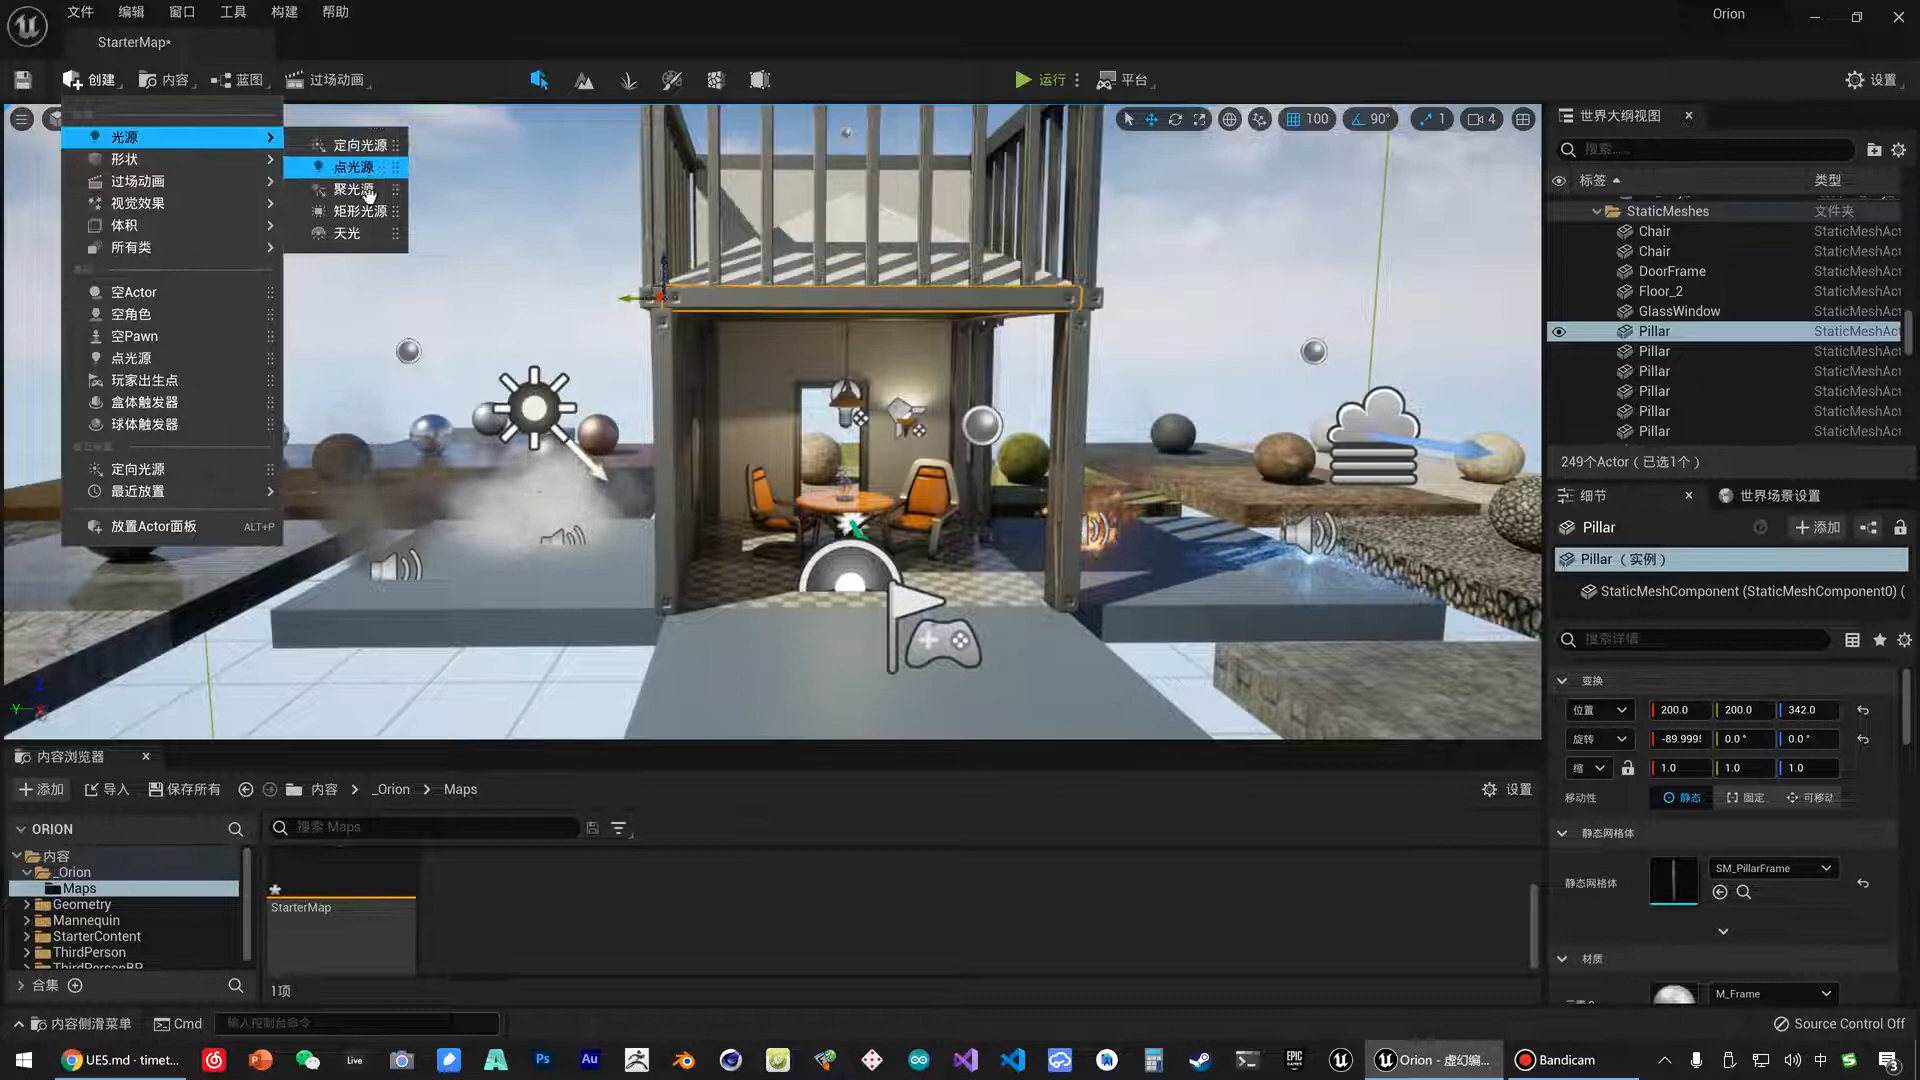 文件
编辑
窗口
工具
构建
帮助
Orion
StarterMap*
创建
内容
蓝图
过场动画
运行
平台
设置
光源
形状
过场动画
视觉效果
体积
所有类
空Actor
空角色
空Pawn
点光源
玩家出生点
盒体触发器
球体触发器
定向光源
最近放置
放置Actor面板 ALT+P
定向光源
点光源
聚光源
矩形光源
天光
100
90°
1
4
世界大纲视图
搜索......
标签
类型
StaticMeshes 文件夹
Chair StaticMeshAct
Chair StaticMeshAct
DoorFrame StaticMeshAct
Floor_2 StaticMeshAct
GlassWindow StaticMeshAct
Pillar StaticMeshAct
Pillar StaticMeshAct
Pillar StaticMeshAct
Pillar StaticMeshAct
Pillar StaticMeshAct
Pillar StaticMeshAct
249个Actor（已选1个）
细节
世界场景设置
Pillar
添加
Pillar（实例）
StaticMeshComponent (StaticMeshComponent0) (
搜索详情
变换
位置 200.0 200.0 342.0
旋转 -89.999 0.0° 0.0°
缩 1.0 1.0 1.0
移动性 静态 固定 可移动
静态网格体
静态网格体 SM_PillarFrame
材质
M_Frame
Z
Y
X
内容浏览器
添加
导入
保存所有
内容
_Orion
Maps
设置
ORION
搜索 Maps
内容
_Orion
Maps
Geometry
Mannequin
StarterContent
ThirdPerson
ThirdPersonBP
StarterMap
合集
1项
内容侧滑菜单
Cmd
输入控制台命令
Source Control Off
UE5.md - timet...
Live
Ps
Au
EPIC GAMES
Orion - 虚幻编...
Bandicam
中
3